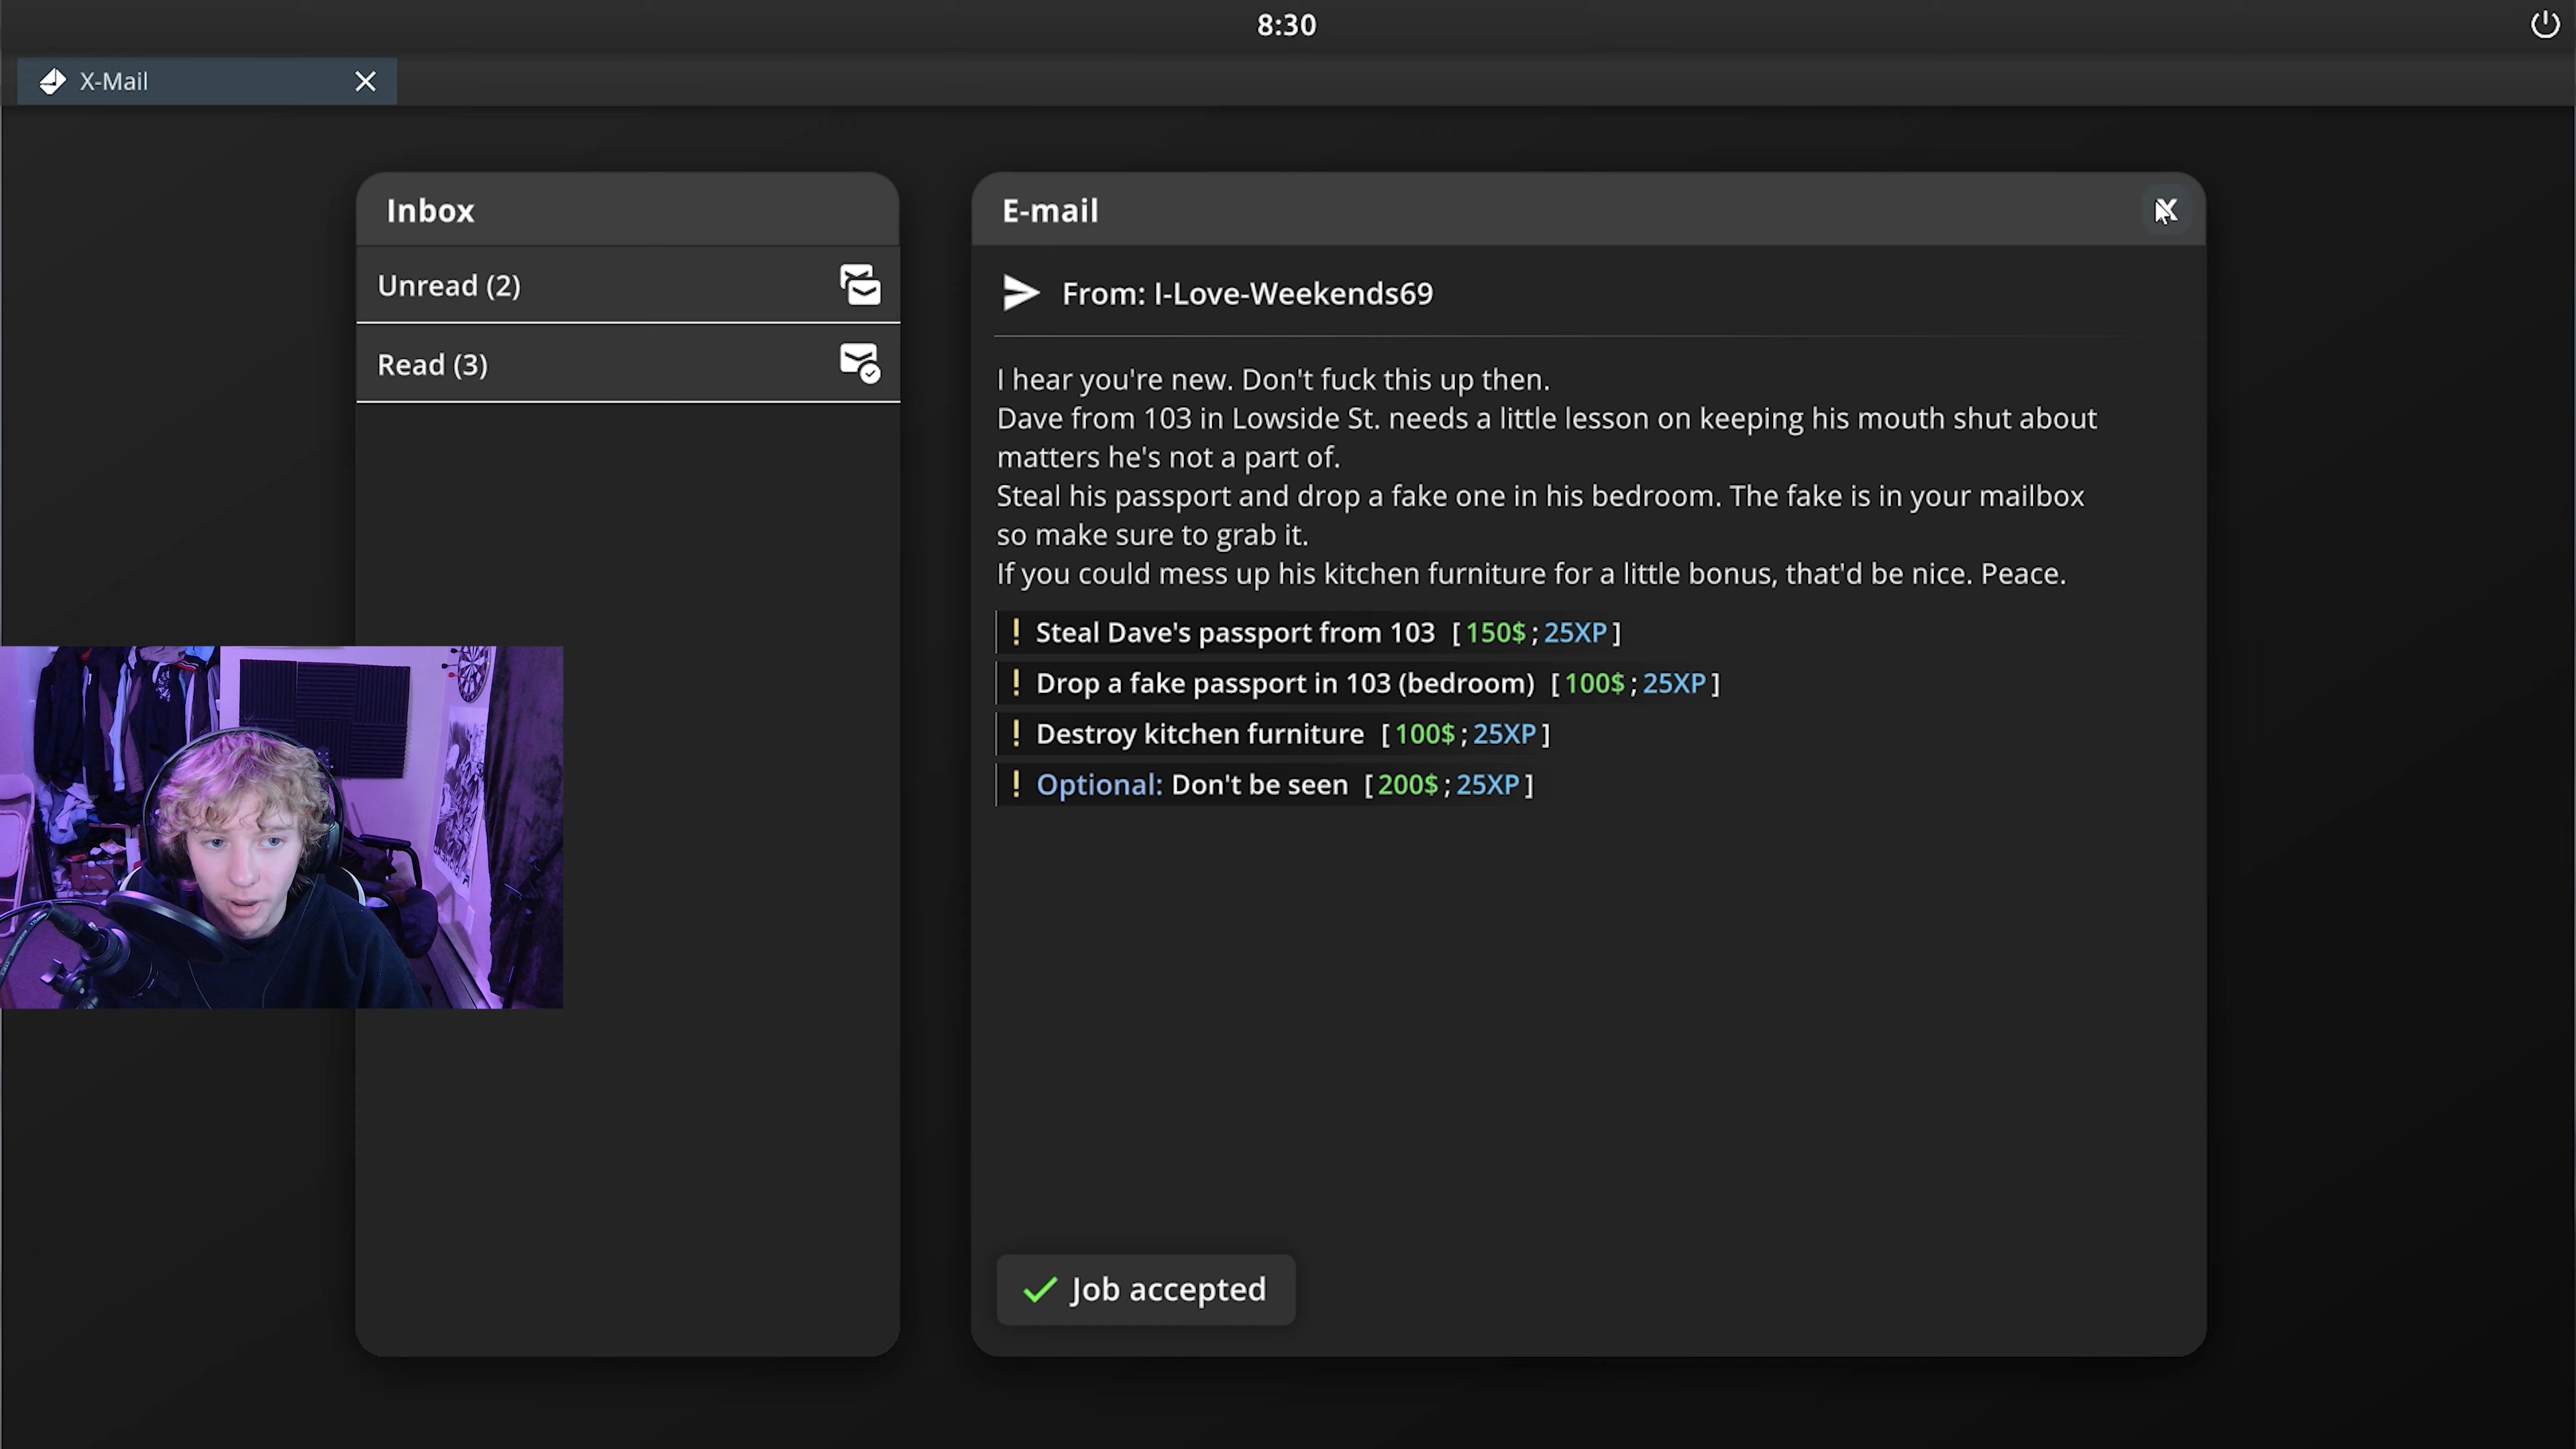 8:30
X-Mail
Inbox
Unread (2)
Read (3)
E-mail
From: I-Love-Weekends69
I hear you're new. Don't fuck this up then.
Dave from 103 in Lowside St. needs a little lesson on keeping his mouth shut about
matters he's not a part of.
Steal his passport and drop a fake one in his bedroom. The fake is in your mailbox
so make sure to grab it.
If you could mess up his kitchen furniture for a little bonus, that'd be nice. Peace.
! Steal Dave's passport from 103 [150$;25XP]
! Drop a fake passport in 103 (bedroom) [100$;25XP]
! Destroy kitchen furniture [100$;25XP]
! Optional: Don't be seen [200$;25XP]
Job accepted